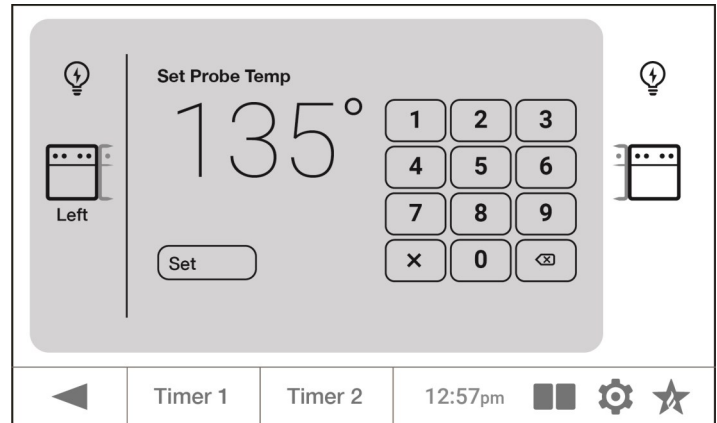 Set Probe Temp
135°
1 2 3
4 5 6
7 8 9
× 0
Left
Set
Timer 1 Timer 2 12:57pm